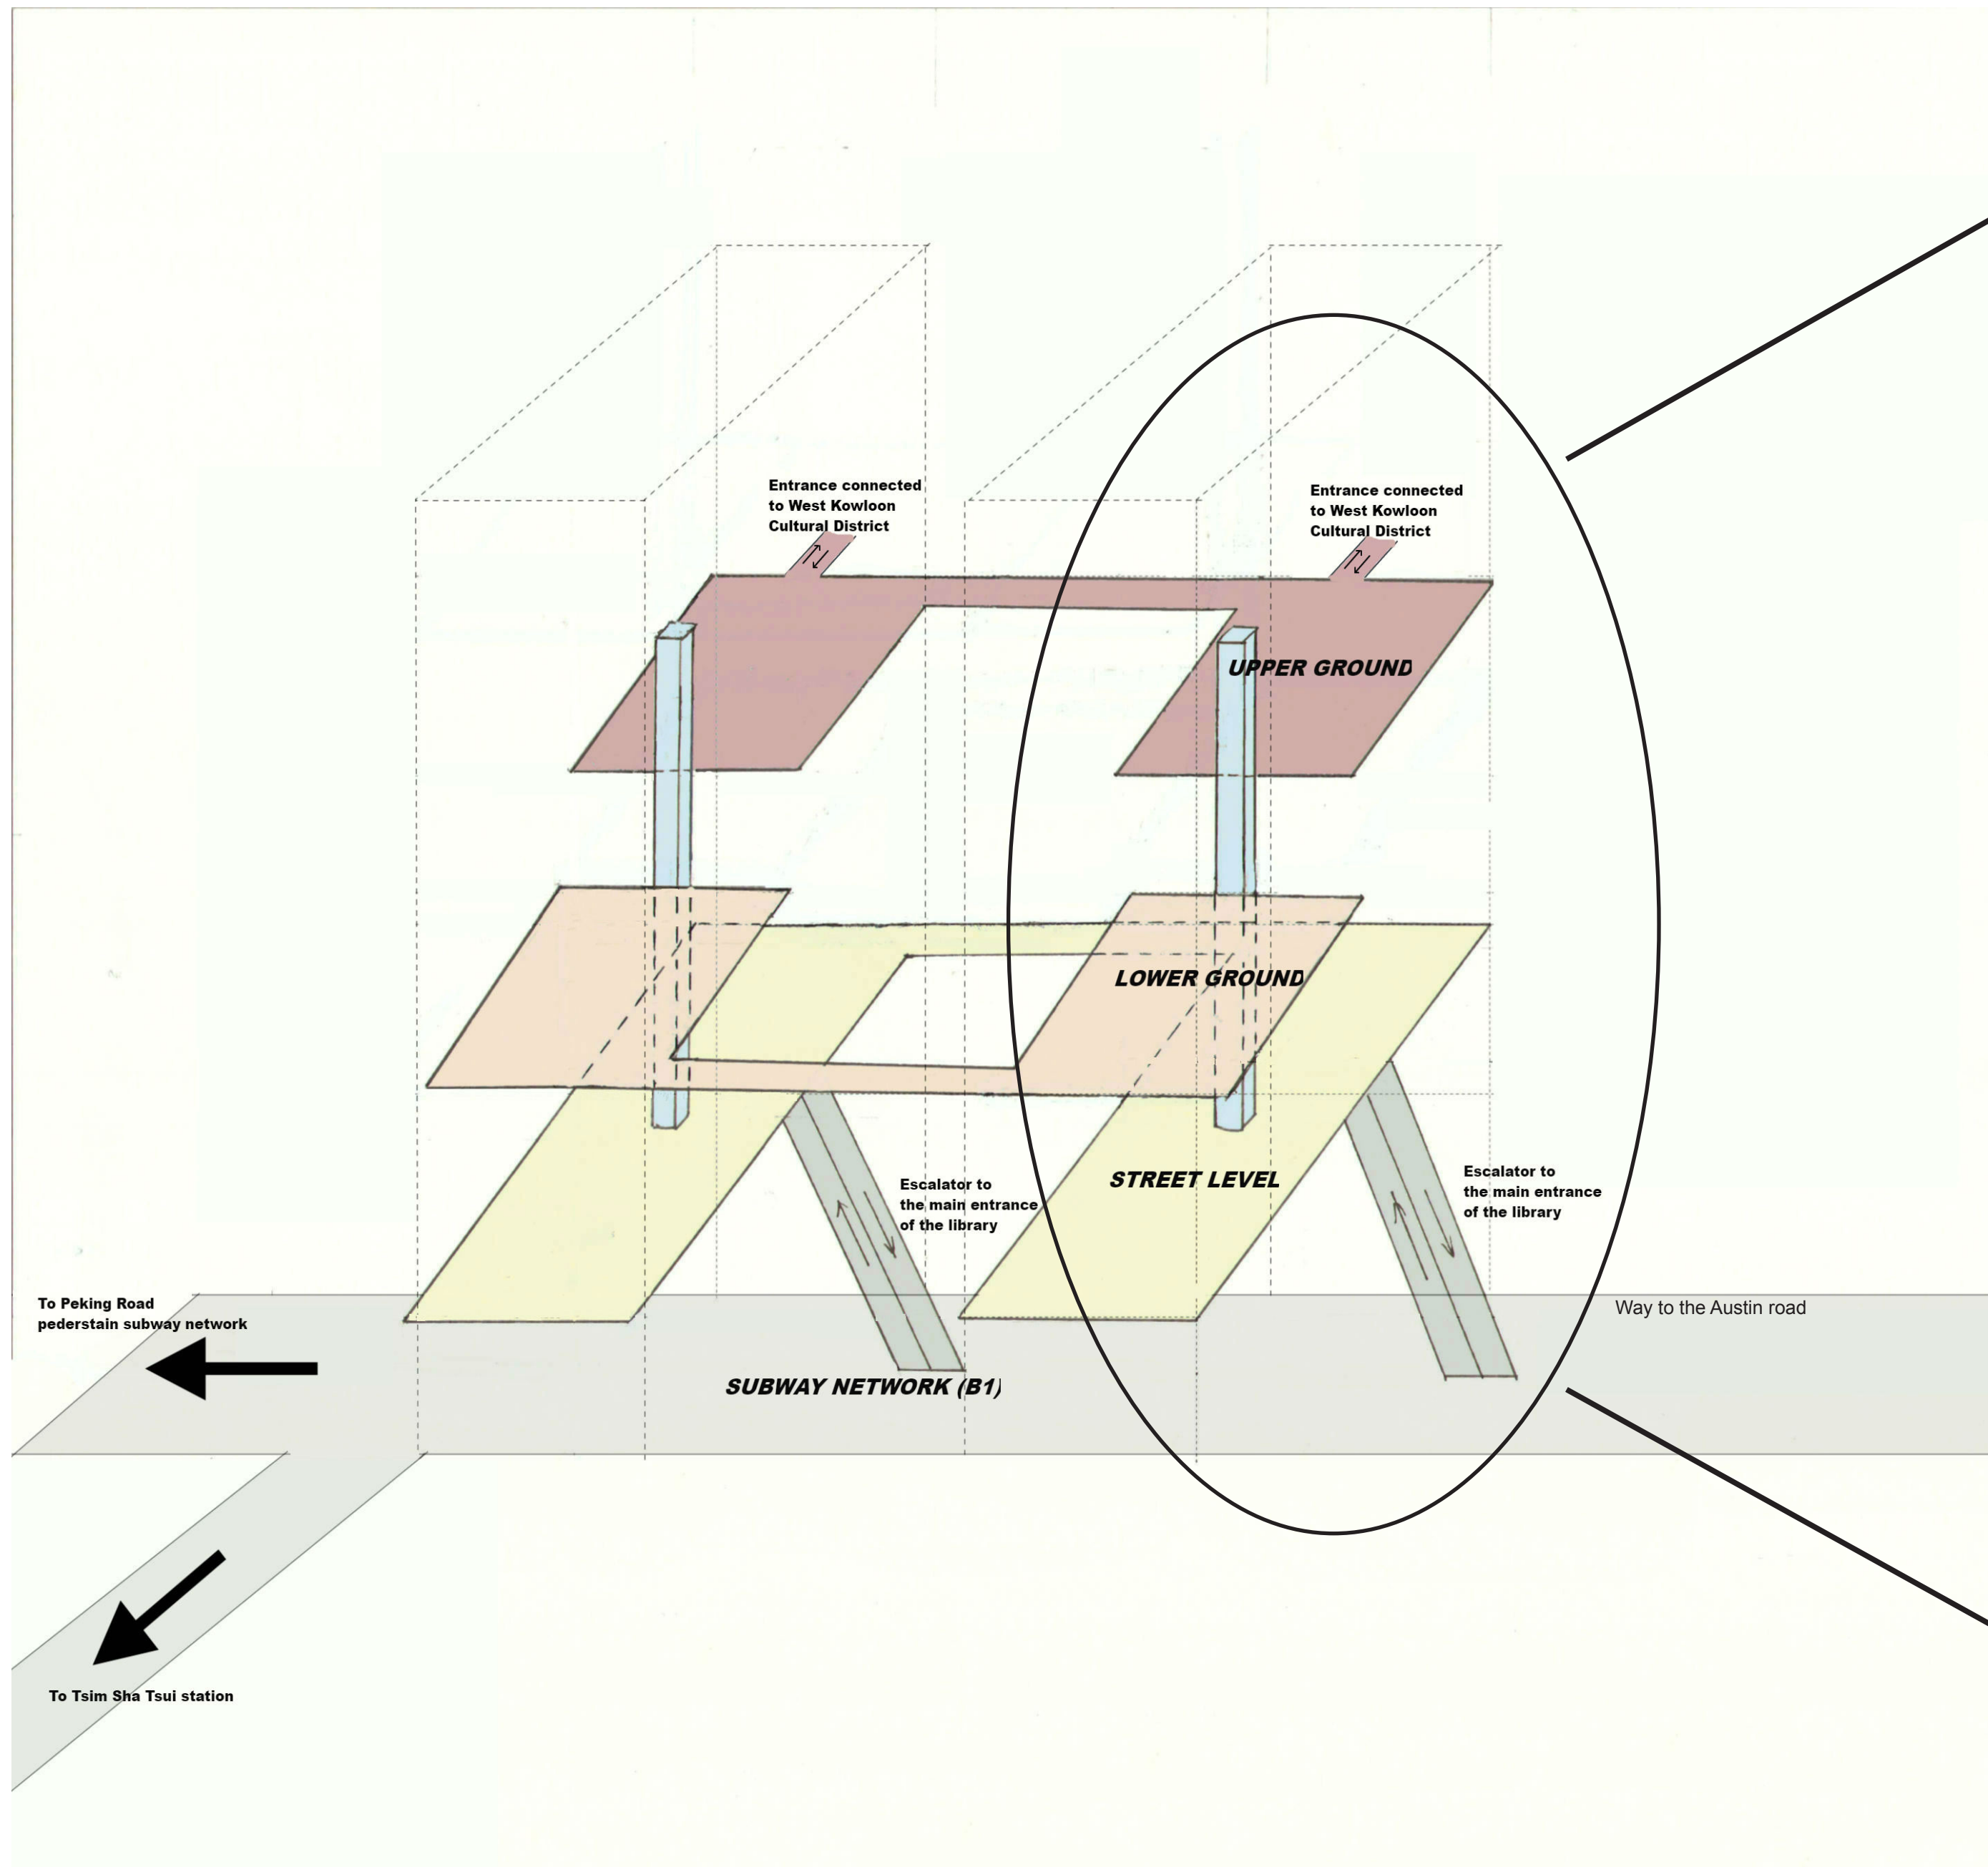 Entrance connected
to West Kowloon
Cultural District
Entrance connected
to West Kowloon
Cultural District
UPPER GROUND
LOWER GROUND
STREET LEVEL
Escalator to
the main entrance
of the library
Escalator to
the main entrance
of the library
To Peking Road
pederstain subway network
Way to the Austin road
SUBWAY NETWORK (B1)
To Tsim Sha Tsui station